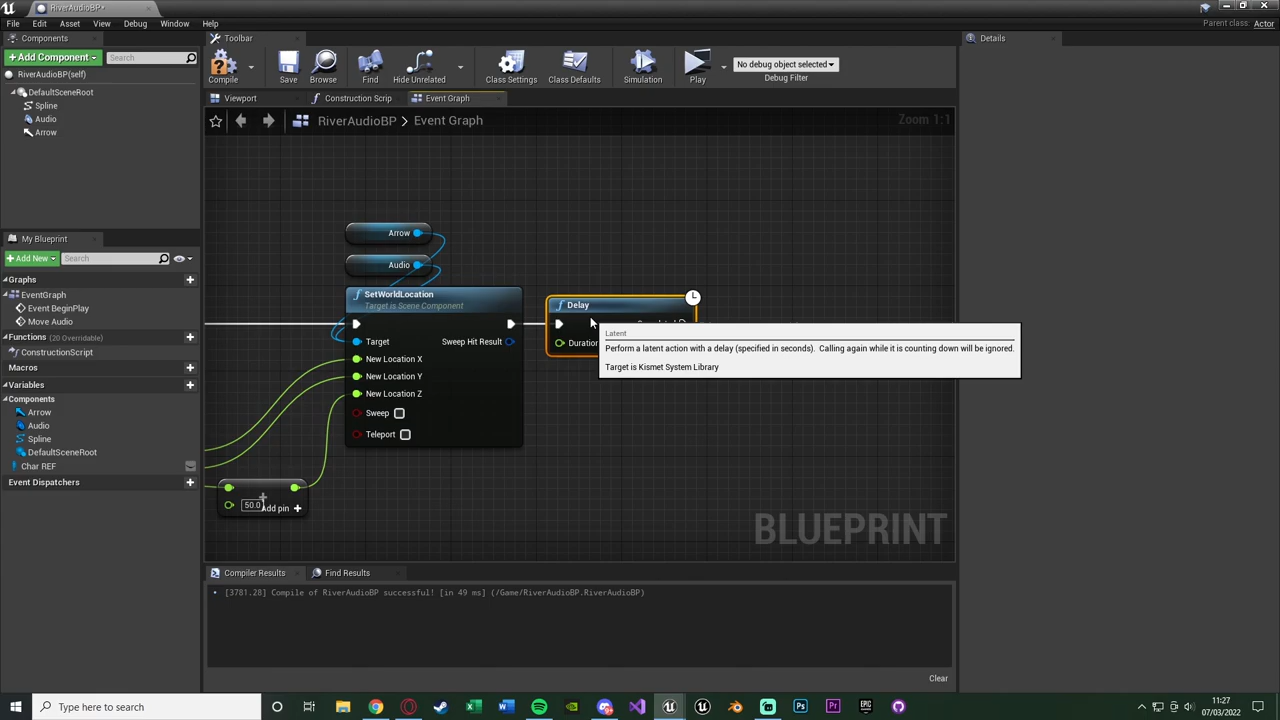 RiverAudioBP*
File Edit Asset View Debug Window Help
Parent class: Actor
Components
Toolbar
Details
Add Component
Search
RiverAudioBP(self)
DefaultSceneRoot
Spline
Audio
Arrow
Compile
Save
Browse
Find
Hide Unrelated
Class Settings
Class Defaults
Simulation
Play
No debug object selected
Debug Filter
Viewport
Construction Scrip
Event Graph
RiverAudioBP > Event Graph
Zoom 1:1
My Blueprint
Add New
Search
Graphs
EventGraph
Event BeginPlay
Move Audio
Functions (20 Overridable)
ConstructionScript
Macros
Variables
Components
Arrow
Audio
Spline
DefaultSceneRoot
Char REF
Event Dispatchers
Arrow
Audio
SetWorldLocation
Target is Scene Component
Target
Sweep Hit Result
New Location X
New Location Y
New Location Z
Sweep
Teleport
50.0
Add pin
Delay
Duration
Latent
Perform a latent action with a delay (specified in seconds). Calling again while it is counting down will be ignored.
Target is Kismet System Library
BLUEPRINT
Compiler Results
Find Results
[3781.28] Compile of RiverAudioBP successful! [in 49 ms] (/Game/RiverAudioBP.RiverAudioBP)
Clear
Type here to search
11:27
07/03/2022